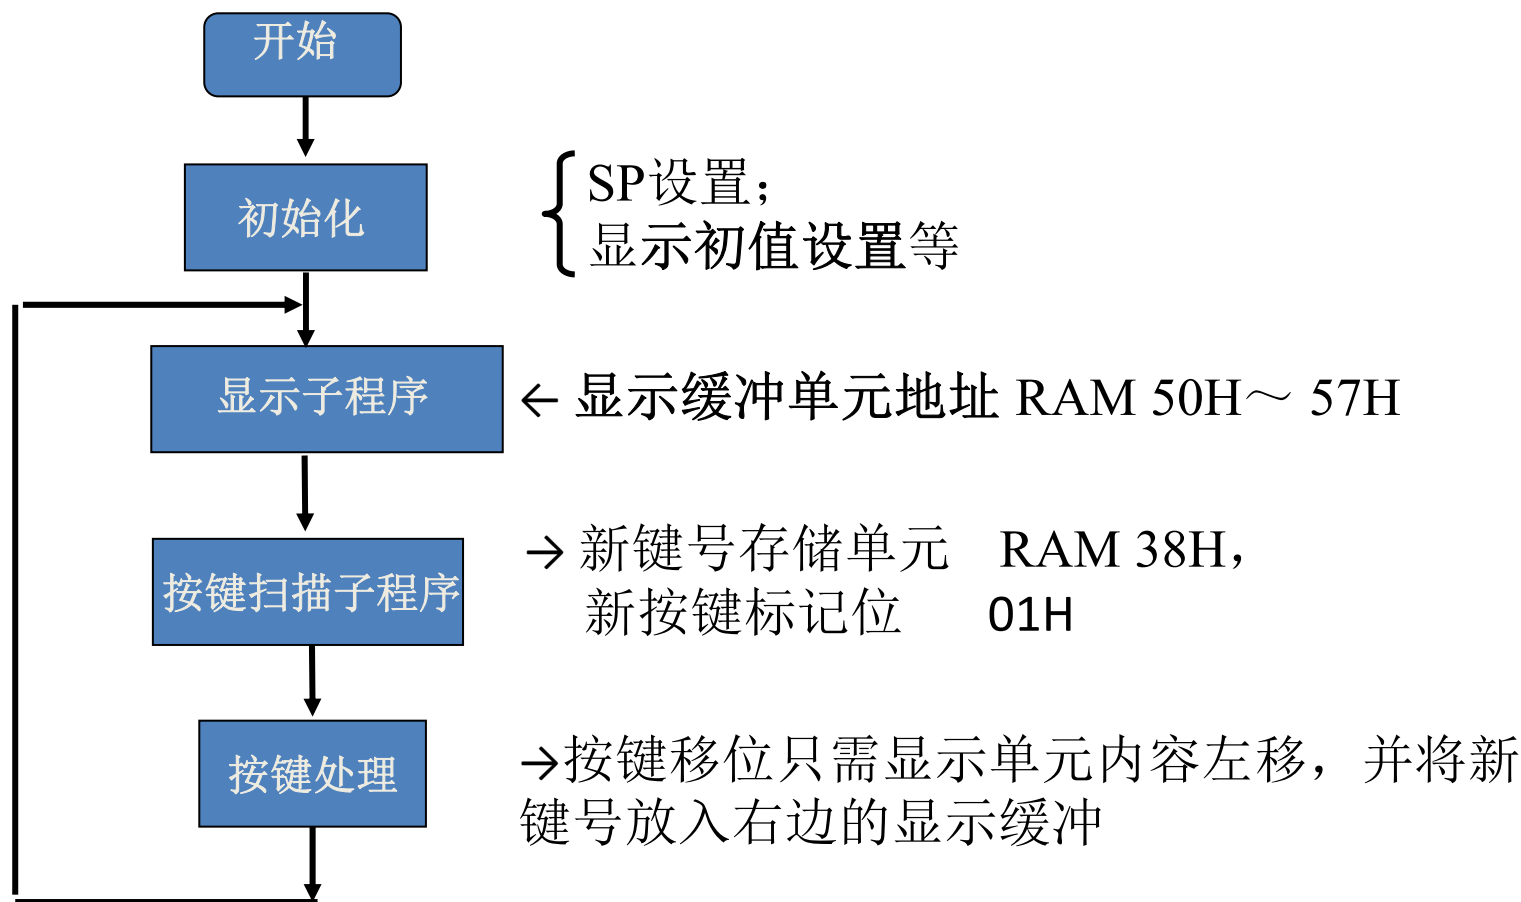 开始
初始化
SP设置；
显示初值设置等
显示子程序
← 显示缓冲单元地址 RAM 50H～ 57H
按键扫描子程序
→ 新键号存储单元 RAM 38H，
新按键标记位 01H
按键处理
→按键移位只需显示单元内容左移，并将新
键号放入右边的显示缓冲